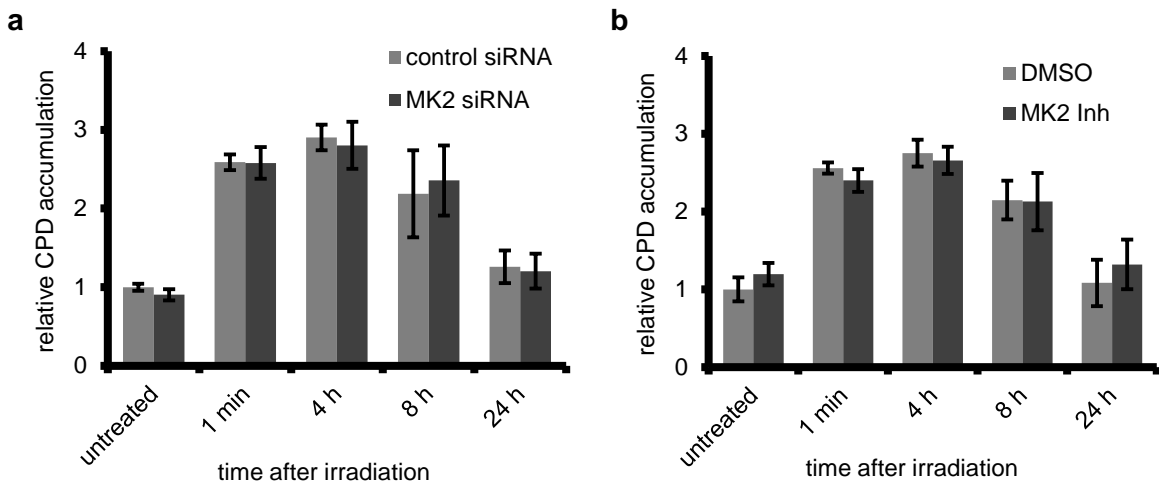 a
relative CPD accumulation
4
3
2
1
0
control siRNA
MK2 siRNA
untreated
1 min
4 h
8 h
24 h
time after irradiation
b
relative CPD accumulation
4
3
2
1
0
DMSO
MK2 Inh
untreated
1 min
4 h
8 h
24 h
time after irradiation